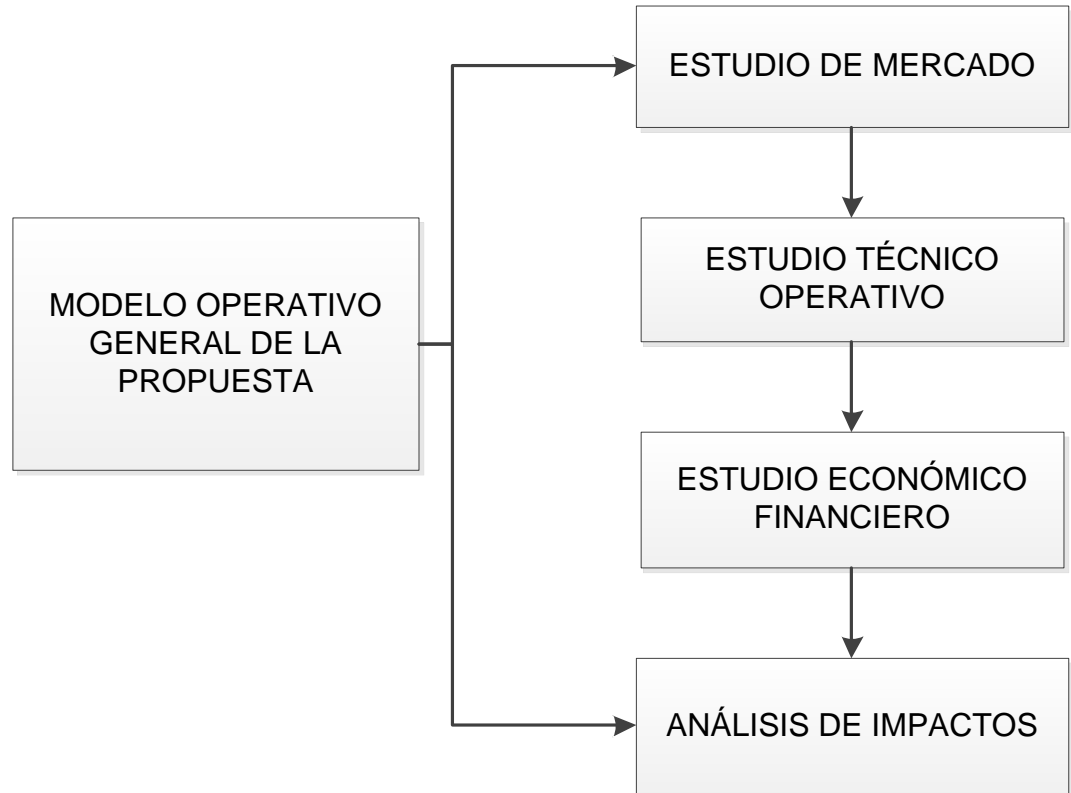 MODELO OPERATIVO
GENERAL DE LA
PROPUESTA
ESTUDIO DE MERCADO
ESTUDIO TÉCNICO
OPERATIVO
ESTUDIO ECONÓMICO
FINANCIERO
ANÁLISIS DE IMPACTOS